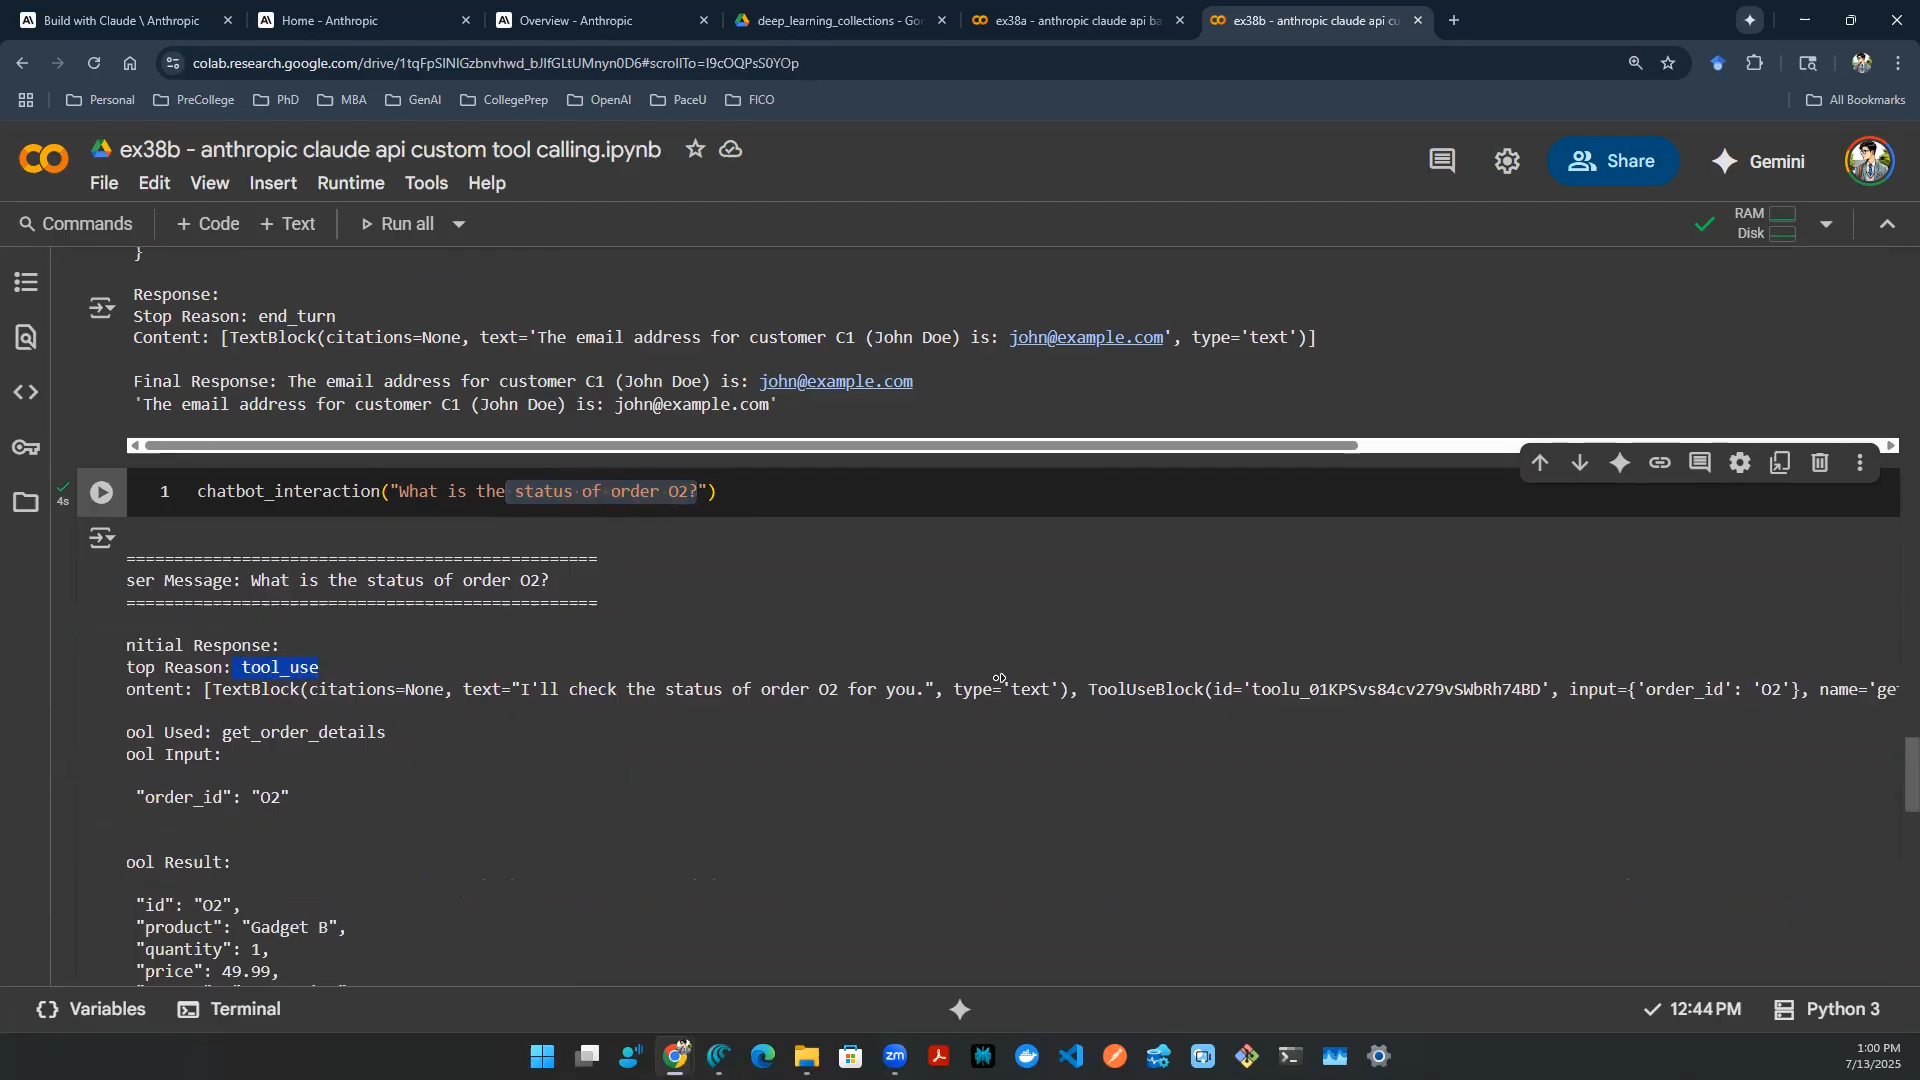 Build with Claude \ Anthropic
Home - Anthropic
Overview - Anthropic
deep_learning_collections - Goo
ex38a - anthropic claude api ba
ex38b - anthropic claude api cu
colab.research.google.com/drive/1tqFpSlNlGzbnvhwd_bJlfGLtUMnyn0D6#scrollTo=I9cOQPsS0YOp
Personal
PreCollege
PhD
MBA
GenAI
CollegePrep
OpenAI
PaceU
FICO
All Bookmarks
ex38b - anthropic claude api custom tool calling.ipynb
Share
Gemini
File Edit View Insert Runtime Tools Help
Commands + Code + Text Run all
RAM
Disk
}
Response:
Stop Reason: end_turn
Content: [TextBlock(citations=None, text='The email address for customer C1 (John Doe) is: john@example.com', type='text')]
Final Response: The email address for customer C1 (John Doe) is: john@example.com
'The email address for customer C1 (John Doe) is: john@example.com'
4s
1 chatbot_interaction("What is the status of order O2?")
==================================================
ser Message: What is the status of order O2?
==================================================
nitial Response:
top Reason: tool_use
ontent: [TextBlock(citations=None, text="I'll check the status of order O2 for you.", type='text'), ToolUseBlock(id='toolu_01KPSvs84cv279vSWbRh74BD', input={'order_id': 'O2'}, name='ge
ool Used: get_order_details
ool Input:
"order_id": "O2"
ool Result:
"id": "O2",
"product": "Gadget B",
"quantity": 1,
"price": 49.99,
Variables
Terminal
12:44 PM
Python 3
1:00 PM
7/13/2025